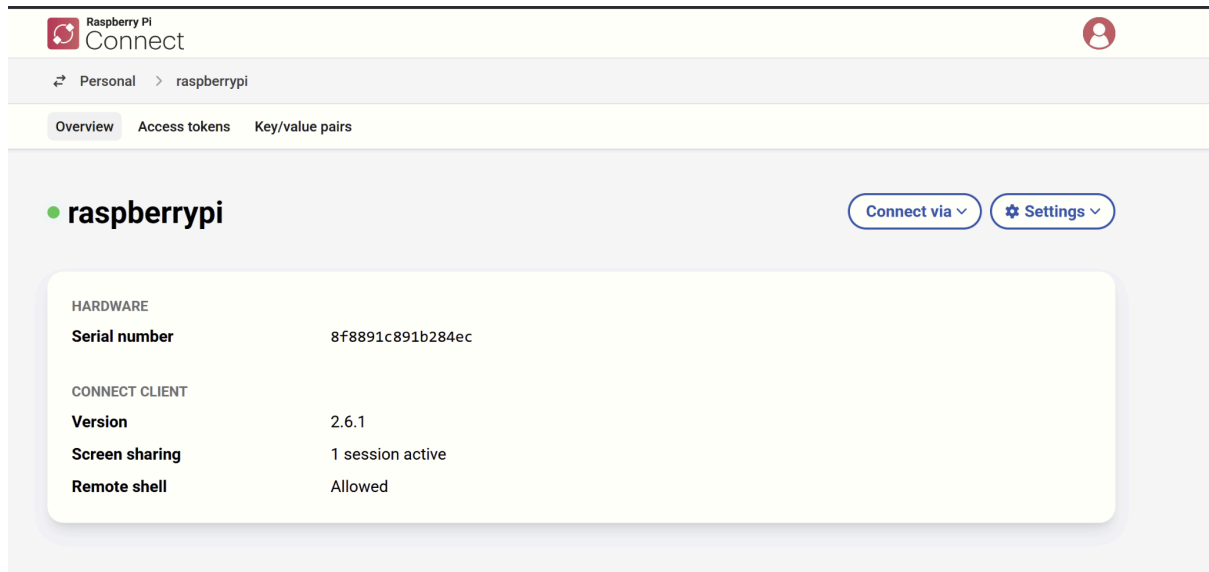 Raspberry Pi
Connect
Personal > raspberrypi
Overview Access tokens Key/value pairs
raspberrypi
Connect via Settings
HARDWARE
Serial number 8f8891c891b284ec
CONNECT CLIENT
Version 2.6.1
Screen sharing 1 session active
Remote shell Allowed